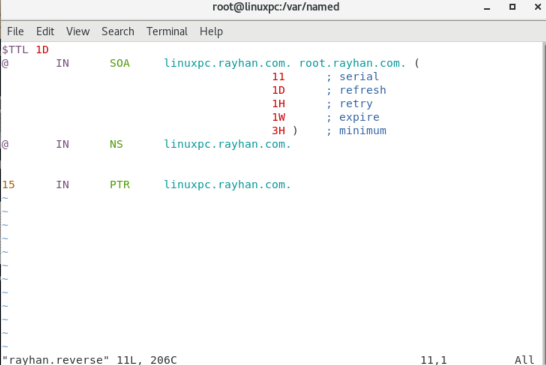 root@linuxpc:/var/named
File Edit View Search Terminal Help
$TTL 1D
@ IN SOA linuxpc.rayhan.com. root.rayhan.com. (
11 ; serial
1D ; refresh
1H ; retry
1W ; expire
3H ) ; minimum
@ IN NS linuxpc.rayhan.com.
15 IN PTR linuxpc.rayhan.com.
~
~
~
~
~
~
~
~
~
~
~
~
"rayhan.reverse" 11L, 206C 11,1 All